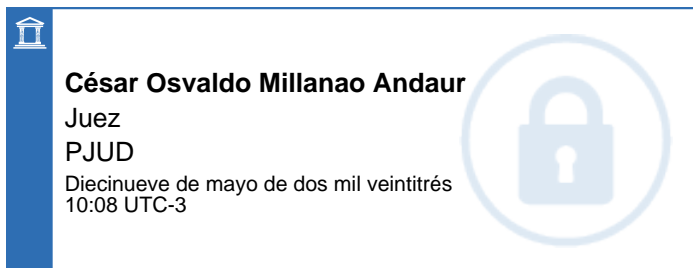 César Osvaldo Millanao Andaur
Juez
PJUD
Diecinueve de mayo de dos mil veintitrés
10:08 UTC-3